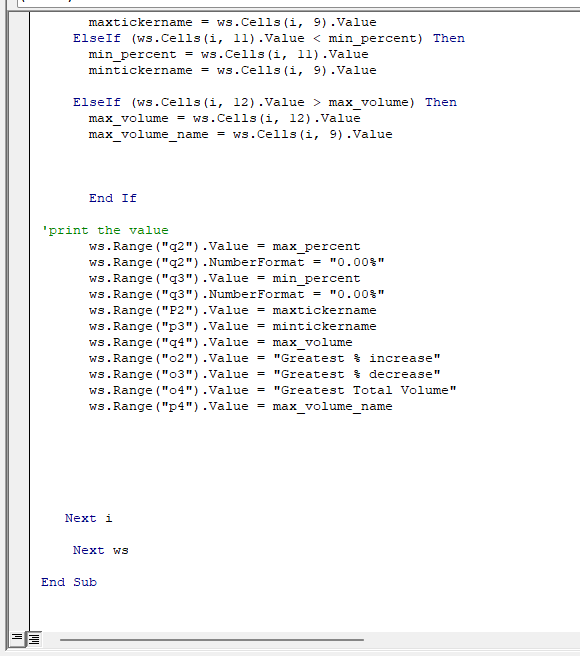 maxtickername = ws.Cells(i, 9).Value
ElseIf (ws.Cells(i, 11).Value < min_percent) Then
min_percent = ws.Cells(i, 11).Value
mintickername = ws.Cells(i, 9).Value
ElseIf (ws.Cells(i, 12).Value > max_volume) Then
max_volume = ws.Cells(i, 12).Value
max_volume_name = ws.Cells(i, 9).Value
End If
'print the value
ws.Range("q2").Value = max_percent
ws.Range("q2").NumberFormat = "0.00%"
ws.Range("q3").Value = min_percent
ws.Range("q3").NumberFormat = "0.00%"
ws.Range("P2").Value = maxtickername
ws.Range("p3").Value = mintickername
ws.Range("q4").Value = max_volume
ws.Range("o2").Value = "Greatest % increase"
ws.Range("o3").Value = "Greatest % decrease"
ws.Range("o4").Value = "Greatest Total Volume"
ws.Range("p4").Value = max_volume_name
Next i
Next ws
End Sub